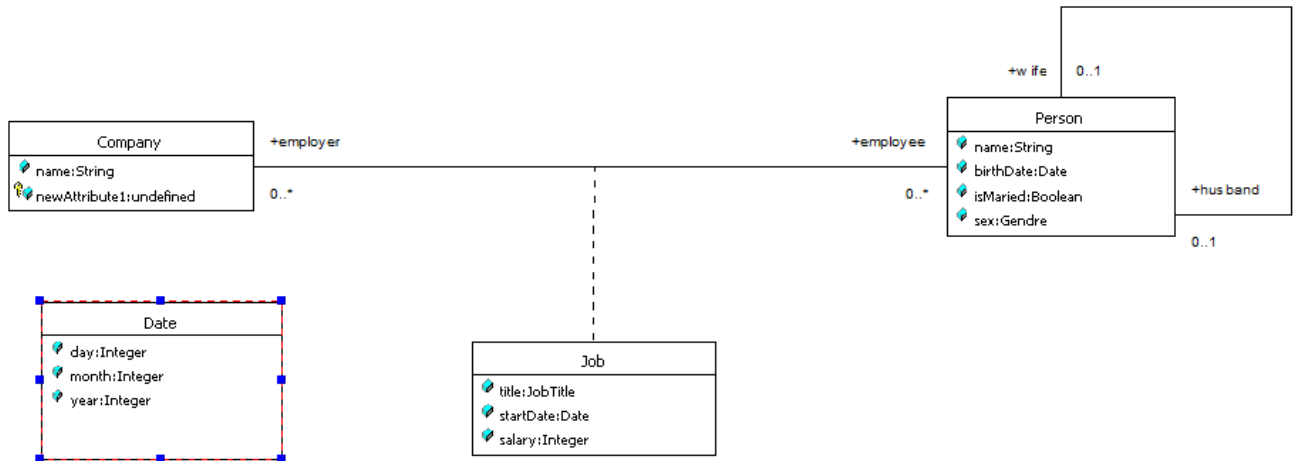 +wife 0..1
Company
name:String
newAttribute1:undefined
+employer
0..*
+employee
0..*
Person
name:String
birthDate:Date
isMaried:Boolean
sex:Gendre
+husband
0..1
Date
day:Integer
month:Integer
year:Integer
Job
title:JobTitle
startDate:Date
salary:Integer